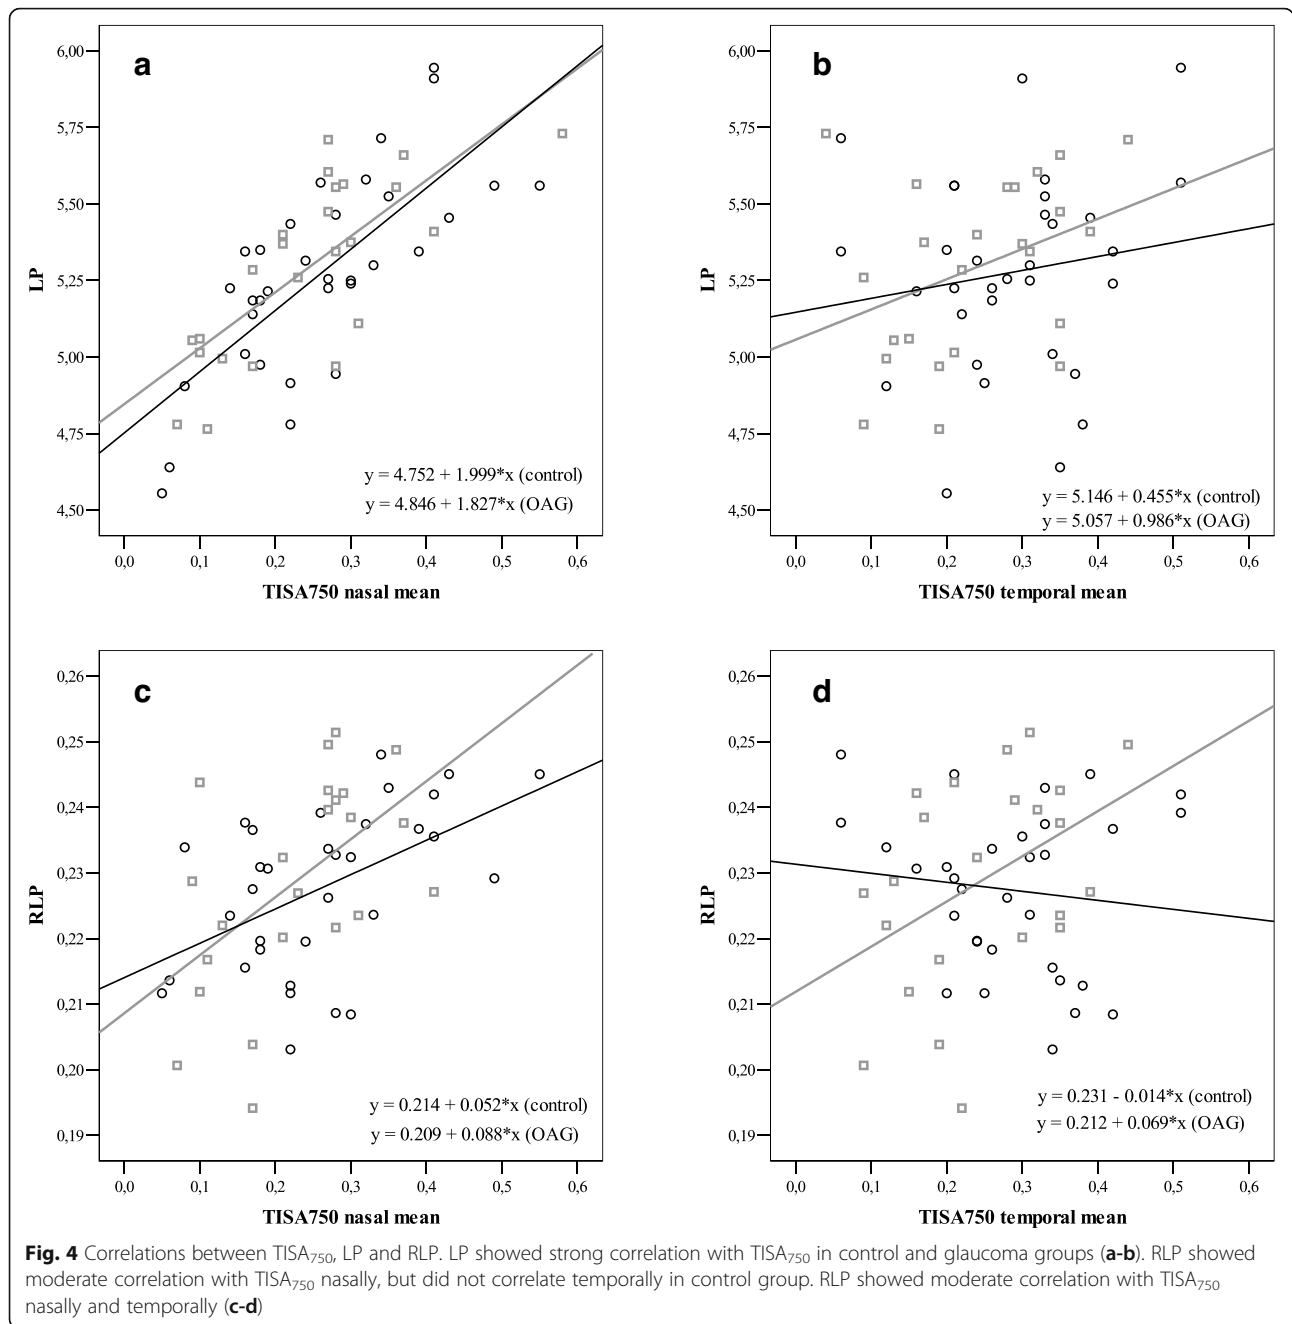 a
6,00
5,75
5,50
5,25
5,00
4,75
4,50
LP
y = 4.752 + 1.999*x (control)
y = 4.846 + 1.827*x (OAG)
0,0 0,1 0,2 0,3 0,4 0,5 0,6
TISA750 nasal mean
b
6,00
5,75
5,50
5,25
5,00
4,75
4,50
LP
y = 5.146 + 0.455*x (control)
y = 5.057 + 0.986*x (OAG)
0,0 0,1 0,2 0,3 0,4 0,5 0,6
TISA750 temporal mean
c
0,26
0,25
0,24
0,23
0,22
0,21
0,20
0,19
RLP
y = 0.214 + 0.052*x (control)
y = 0.209 + 0.088*x (OAG)
0,0 0,1 0,2 0,3 0,4 0,5 0,6
TISA750 nasal mean
d
0,26
0,25
0,24
0,23
0,22
0,21
0,20
0,19
RLP
y = 0.231 - 0.014*x (control)
y = 0.212 + 0.069*x (OAG)
0,0 0,1 0,2 0,3 0,4 0,5 0,6
TISA750 temporal mean
Fig. 4 Correlations between TISA750, LP and RLP. LP showed strong correlation with TISA750 in control and glaucoma groups (a-b). RLP showed
moderate correlation with TISA750 nasally, but did not correlate temporally in control group. RLP showed moderate correlation with TISA750
nasally and temporally (c-d)